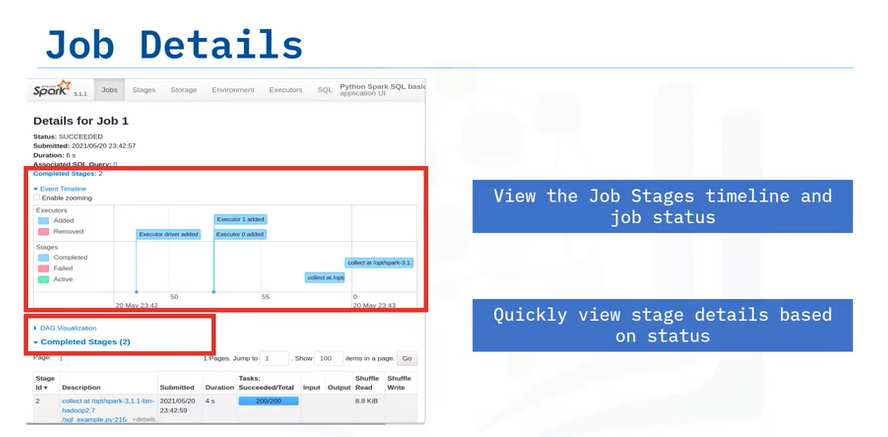 Job Details
APACHE
Spark 3.1.1 Jobs Stages Storage Environment Executors SQL Python Spark SQL basic
application UI
Details for Job 1
Status: SUCCEEDED
Submitted: 2021/05/20 23:42:57
Duration: 6 s
Associated SQL Query: 0
Completed Stages: 2
Event Timeline
Enable zooming
Executors
Added
Removed
Executor driver added
Executor 1 added
Executor 0 added
Stages
Completed
Failed
Active
collect at /opt/spark-3.1.
collect at /opt/
50 55 0
20 May 23:42 20 May 23:43
DAG Visualization
Completed Stages (2)
Page: 1 1 Pages. Jump to 1 . Show 100 items in a page. Go
Stage Id ▾ Description Submitted Duration Tasks: Succeeded/Total Input Output Shuffle Read Shuffle Write
2 collect at /opt/spark-3.1.1-bin- 2021/05/20 4 s 200/200 8.8 KiB
hadoop2.7 23:42:59
/sql_example.py:215 +details
View the Job Stages timeline and
job status
Quickly view stage details based
on status